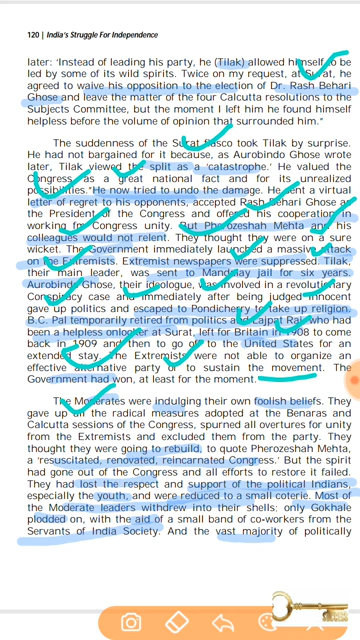 120 | India's Struggle For Independence
later: 'Instead of leading his party, he (Tilak) allowed himself to be
led by some of its wild spirits. Twice on my request, at Surat, he
agreed to waive his opposition to the election of Dr. Rash Behari
Ghose and leave the matter of the four Calcutta resolutions to the
Subjects Committee, but the moment I left him he found himself
helpless before the volume of opinion that surrounded him.'
The suddenness of the Surat fiasco took Tilak by surprise.
He had not bargained for it because, as Aurobindo Ghose wrote
later, Tilak viewed the split as a 'catastrophe.' He valued the
Congress 'as a great national fact and for its unrealized
possibilities.' He now tried to undo the damage. He sent a virtual
letter of regret to his opponents, accepted Rash Behari Ghose as
the President of the Congress and offered his cooperation in
working for Congress unity. But Pherozeshah Mehta and
his colleagues would not relent. They thought they were on a sure
wicket. The Government immediately launched a massive attack
on the Extremists. Extremist newspapers were suppressed. Tilak,
their main leader, was sent to Mandalay jail for six years.
Aurobindo Ghose, their ideologue, was involved in a revolutionary
Conspiracy case and immediately after being judged innocent
gave up politics and escaped to Pondicherry to take up religion.
B.C. Pal temporarily retired from politics and Lajpat Rai, who had
been a helpless onlooker at Surat, left for Britain in 1908 to come
back in 1909 and then to go off to the United States for an
extended stay. The Extremists were not able to organize an
effective alternative party or to sustain the movement. The
Government had won, at least for the moment.
The Moderates were indulging their own foolish beliefs. They
gave up all the radical measures adopted at the Benaras and
Calcutta sessions of the Congress, spurned all overtures for unity
from the Extremists and excluded them from the party. They
thought they were going to rebuild, to quote Pherozeshah Mehta,
a 'resuscitated, renovated, reincarnated Congress.' But the spirit
had gone out of the Congress and all efforts to restore it failed.
They had lost the respect and support of the political Indians,
especially the youth, and were reduced to a small coterie. Most of
the Moderate leaders withdrew into their shells; only Gokhale
plodded on, with the aid of a small band of co-workers from the
Servants of India Society. And the vast majority of politically